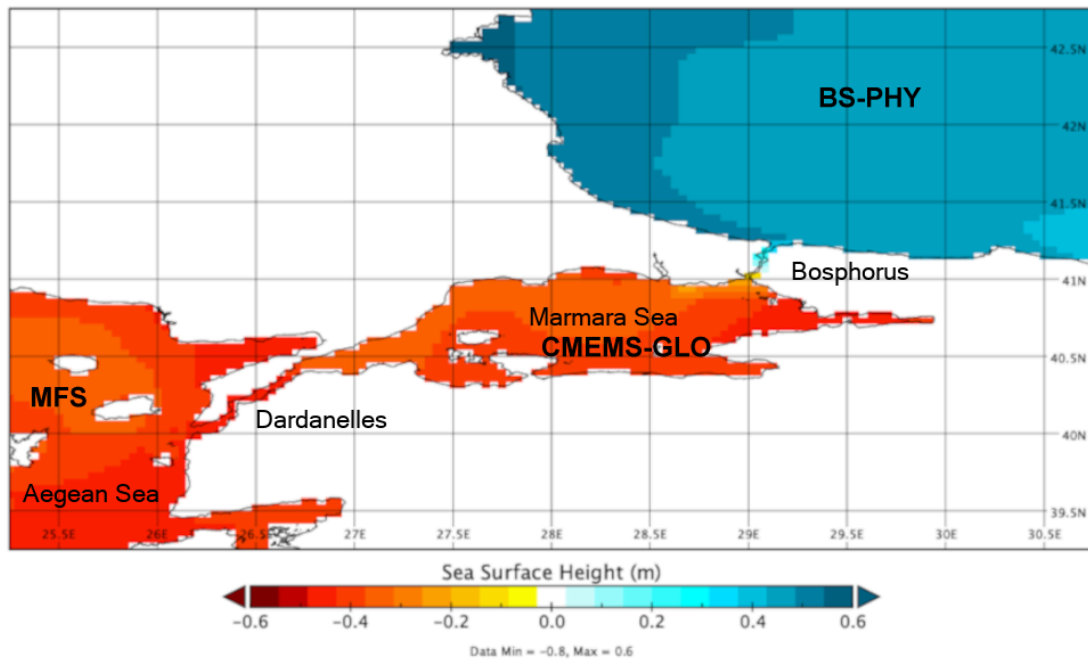 42.5N
BS-PHY
42N
41.5N
Bosphorus
41N
Marmara Sea
CMEMS-GLO
40.5N
MFS
Dardanelles
40N
Aegean Sea
39.5N
25.5E 26E 26.5E 27E 27.5E 28E 28.5E 29E 29.5E 30E 30.5E
Sea Surface Height (m)
−0.6 −0.4 −0.2 0.0 0.2 0.4 0.6
Data Min = −0.8, Max = 0.6